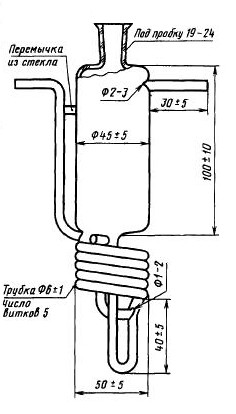 Под пробку 19-24
Перемычка
из стекла
Ф2-3
30±5
Ф45±5
100±10
Трубка Ф6±1
Число
витков 5
Ф1-2
40±5
50±5